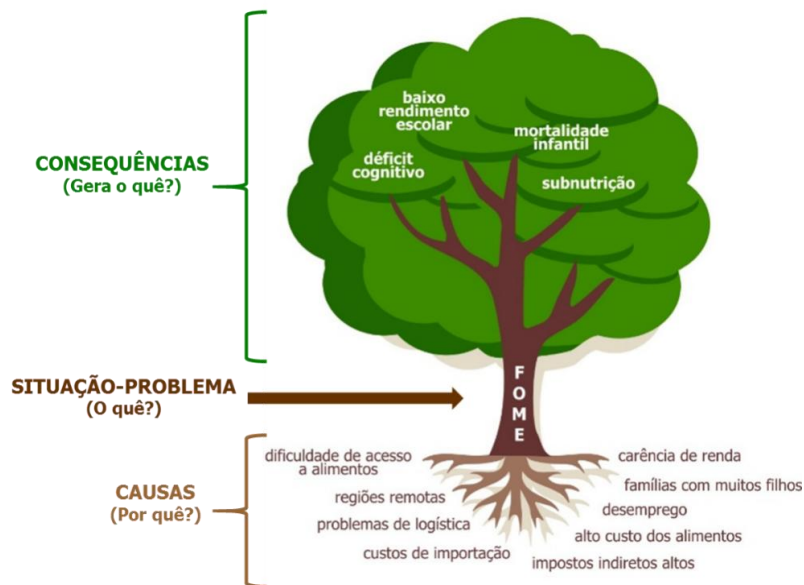 baixo
rendimento
escolar
mortalidade
infantil
déficit
cognitivo
subnutrição
CONSEQUÊNCIAS
(Gera o quê?)
SITUAÇÃO-PROBLEMA
(O quê?)
FOME
CAUSAS
(Por quê?)
dificuldade de acesso
a alimentos
regiões remotas
problemas de logística
custos de importação
carência de renda
famílias com muitos filhos
desemprego
alto custo dos alimentos
impostos indiretos altos